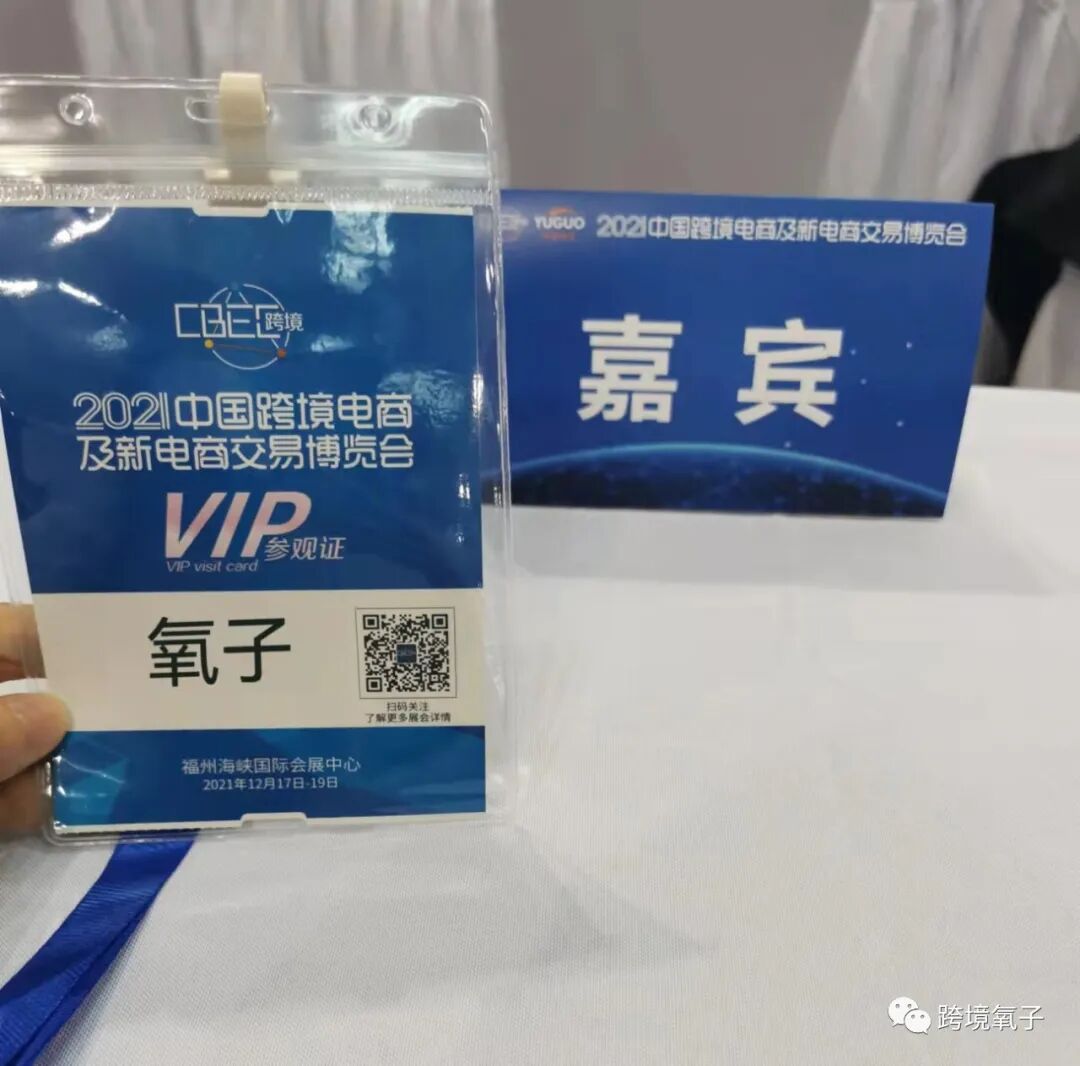 CBEC跨境
2021中国跨境电商
及新电商交易博览会
VIP参观证
VIP visit card
氧子
扫码关注
了解更多展会详情
福州海峡国际会展中心
2021年12月17日-19日
YUGUO 2021中国跨境电商及新电商交易博览会
嘉宾
跨境氧子